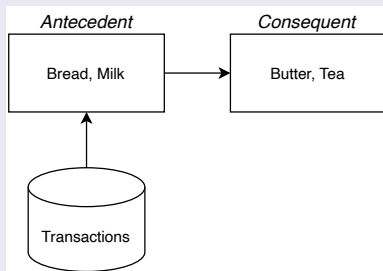 Antecedent
Consequent
Bread, Milk
Butter, Tea
Transactions